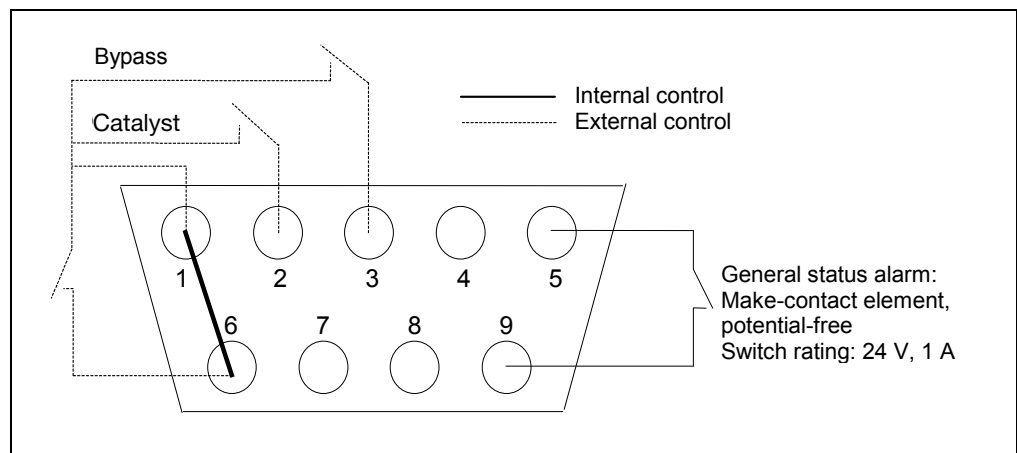 Bypass
Internal control
External control
Catalyst
1 2 3 4 5
General status alarm:
Make-contact element,
potential-free
Switch rating: 24 V, 1 A
6 7 8 9